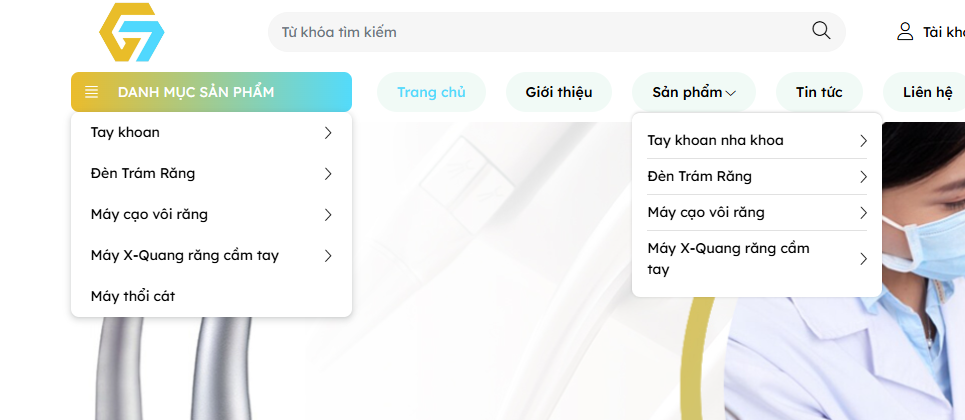 Từ khóa tìm kiếm
DANH MỤC SẢN PHẨM
Trang chủ
Giới thiệu
Sản phẩm
Tin tức
Liên hệ
Tay khoan
Đèn Trám Răng
Máy cạo vôi răng
Máy X-Quang răng cầm tay
Máy thổi cát
Tay khoan nha khoa
Đèn Trám Răng
Máy cạo vôi răng
Máy X-Quang răng cầm
tay